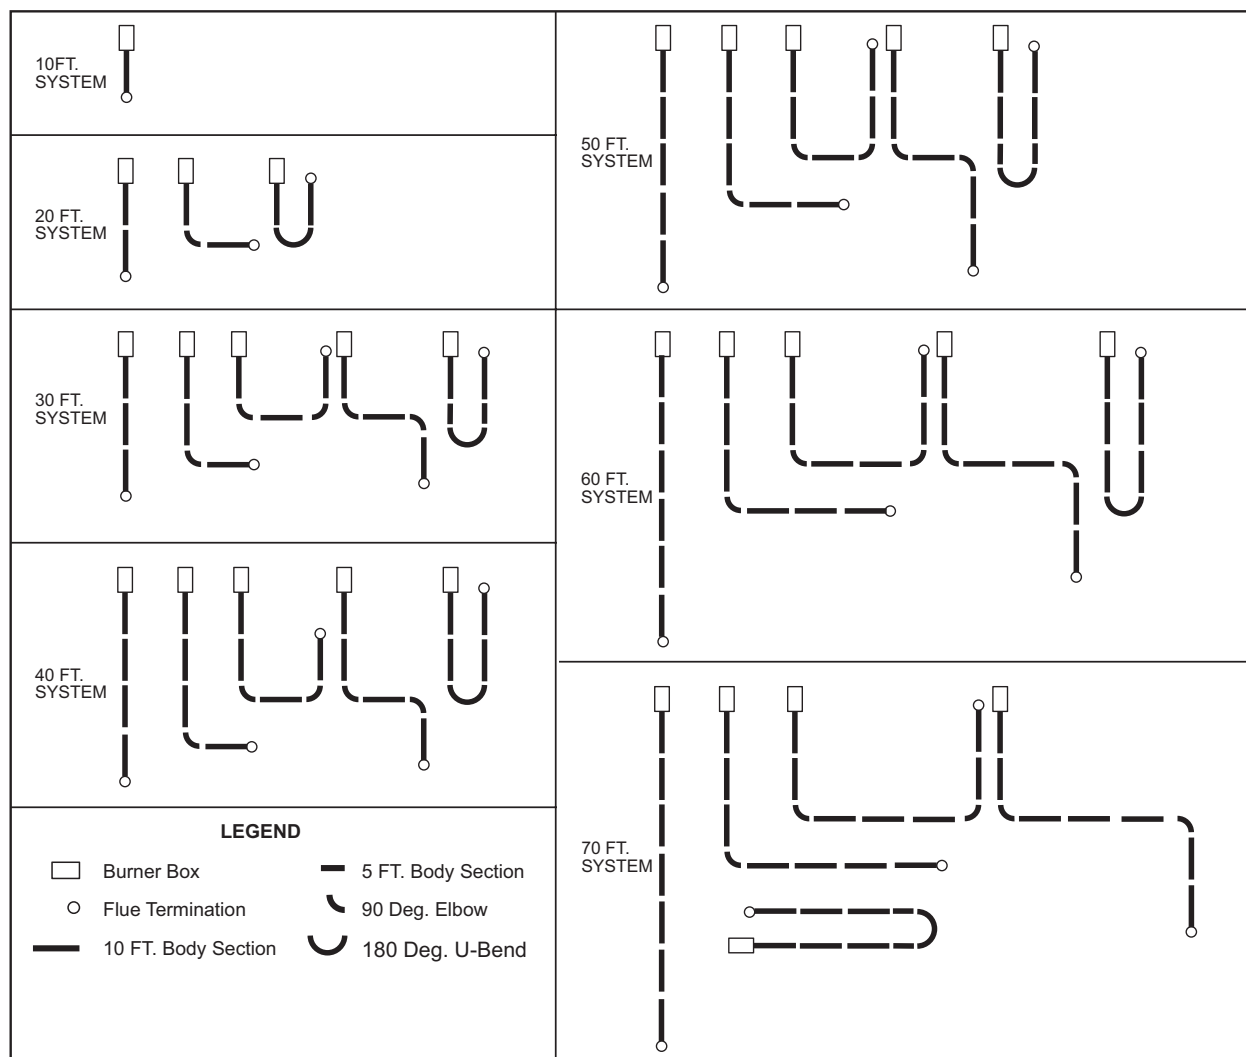 10FT.
SYSTEM
20 FT.
SYSTEM
30 FT.
SYSTEM
40 FT.
SYSTEM
LEGEND
Burner Box
5 FT. Body Section
Flue Termination
90 Deg. Elbow
10 FT. Body Section
180 Deg. U-Bend
50 FT.
SYSTEM
60 FT.
SYSTEM
70 FT.
SYSTEM